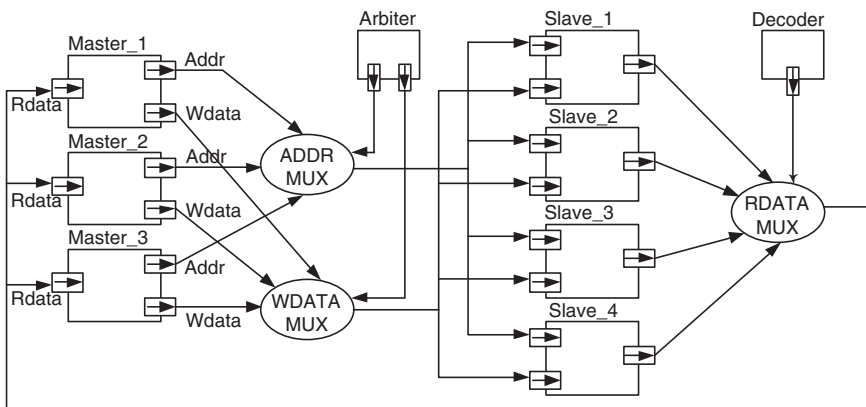 Arbiter
Slave_1
Decoder
Master_1
Addr
Rdata
Wdata
Master_2
Slave_2
Addr
ADDR
MUX
Rdata
Wdata
RDATA
MUX
Master_3
Slave_3
Addr
Rdata
Wdata
WDATA
MUX
Slave_4